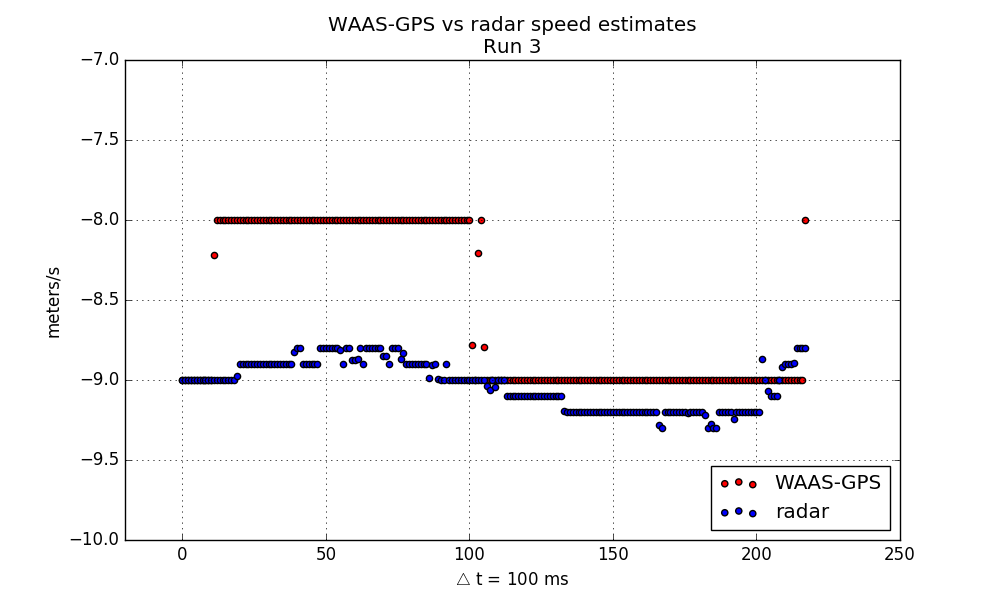 WAAS-GPS vs radar speed estimates
Run 3
−7.0
−7.5
−8.0
−8.5
−9.0
−9.5
−10.0
meters/s
WAAS-GPS
radar
0 50 100 150 200 250
△ t = 100 ms